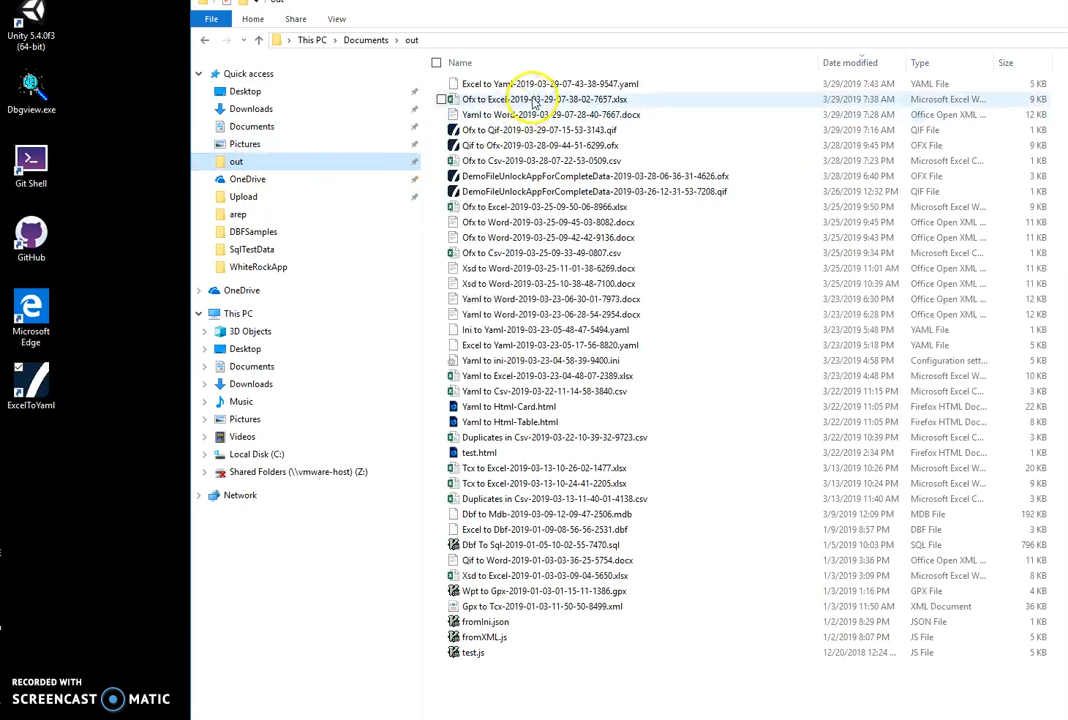 Unity 5.4.0f3
(64-bit)
Dbgview.exe
Git Shell
GitHub
Microsoft
Edge
ExcelToYaml
RECORDED WITH
SCREENCAST MATIC
File Home Share View
This PC Documents out
Quick access
Desktop
Downloads
Documents
Pictures
out
OneDrive
Upload
arep
DBFSamples
SqlTestData
WhiteRockApp
OneDrive
This PC
3D Objects
Desktop
Documents
Downloads
Music
Pictures
Videos
Local Disk (C:)
Shared Folders (\\vmware-host) (Z:)
Network
Name Date modified Type Size
Excel to Yaml-2019-03-29-07-43-38-9547.yaml 3/29/2019 7:43 AM YAML File 5 KB
Ofx to Excel-2019-03-29-07-38-02-7657.xlsx 3/29/2019 7:38 AM Microsoft Excel W... 9 KB
Yaml to Word-2019-03-29-07-28-40-7667.docx 3/29/2019 7:28 AM Office Open XML ... 12 KB
Ofx to Qif-2019-03-29-07-15-53-3143.qif 3/29/2019 7:16 AM QIF File 1 KB
Qif to Ofx-2019-03-28-09-44-51-6299.ofx 3/28/2019 9:45 PM OFX File 3 KB
Ofx to Csv-2019-03-28-07-22-53-0509.csv 3/28/2019 7:23 PM Microsoft Excel C... 1 KB
DemoFileUnlockAppForCompleteData-2019-03-28-06-36-31-4626.ofx 3/28/2019 6:40 PM OFX File 3 KB
DemoFileUnlockAppForCompleteData-2019-03-26-12-31-53-7208.qif 3/26/2019 12:32 PM QIF File 1 KB
Ofx to Excel-2019-03-25-09-50-06-8966.xlsx 3/25/2019 9:50 PM Microsoft Excel W... 9 KB
Ofx to Word-2019-03-25-09-45-03-8082.docx 3/25/2019 9:45 PM Office Open XML ... 11 KB
Ofx to Word-2019-03-25-09-42-42-9136.docx 3/25/2019 9:43 PM Office Open XML ... 11 KB
Ofx to Csv-2019-03-25-09-33-49-0807.csv 3/25/2019 9:34 PM Microsoft Excel C... 1 KB
Xsd to Word-2019-03-25-11-01-38-6269.docx 3/25/2019 11:01 AM Office Open XML ... 11 KB
Xsd to Word-2019-03-25-10-38-48-7100.docx 3/25/2019 10:39 AM Office Open XML ... 11 KB
Yaml to Word-2019-03-23-06-30-01-7973.docx 3/23/2019 6:30 PM Office Open XML ... 12 KB
Yaml to Word-2019-03-23-06-28-54-2954.docx 3/23/2019 6:28 PM Office Open XML ... 12 KB
Ini to Yaml-2019-03-23-05-48-47-5494.yaml 3/23/2019 5:48 PM YAML File 1 KB
Excel to Yaml-2019-03-23-05-17-56-8820.yaml 3/23/2019 5:18 PM YAML File 5 KB
Yaml to ini-2019-03-23-04-58-39-9400.ini 3/23/2019 4:58 PM Configuration sett... 1 KB
Yaml to Excel-2019-03-23-04-48-07-2389.xlsx 3/23/2019 4:48 PM Microsoft Excel W... 10 KB
Yaml to Csv-2019-03-22-11-14-58-3840.csv 3/22/2019 11:15 PM Microsoft Excel C... 3 KB
Yaml to Html-Card.html 3/22/2019 11:05 PM Firefox HTML Doc... 22 KB
Yaml to Html-Table.html 3/22/2019 11:05 PM Firefox HTML Doc... 8 KB
Duplicates in Csv-2019-03-22-10-39-32-9723.csv 3/22/2019 10:39 PM Microsoft Excel C... 3 KB
test.html 3/22/2019 2:34 PM Firefox HTML Doc... 1 KB
Tcx to Excel-2019-03-13-10-26-02-1477.xlsx 3/13/2019 10:26 PM Microsoft Excel W... 20 KB
Tcx to Excel-2019-03-13-10-24-41-2205.xlsx 3/13/2019 10:24 PM Microsoft Excel W... 9 KB
Duplicates in Csv-2019-03-13-11-40-01-4138.csv 3/13/2019 11:40 AM Microsoft Excel C... 3 KB
Dbf to Mdb-2019-03-09-12-09-47-2506.mdb 3/9/2019 12:09 PM MDB File 192 KB
Excel to Dbf-2019-01-09-08-56-56-2531.dbf 1/9/2019 8:57 PM DBF File 5 KB
Dbf To Sql-2019-01-05-10-02-55-7470.sql 1/5/2019 10:03 PM SQL File 796 KB
Qif to Word-2019-01-03-03-36-25-5754.docx 1/3/2019 3:36 PM Office Open XML ... 11 KB
Xsd to Excel-2019-01-03-03-09-04-5650.xlsx 1/3/2019 3:09 PM Microsoft Excel W... 8 KB
Wpt to Gpx-2019-01-03-01-15-11-1386.gpx 1/3/2019 1:16 PM GPX File 4 KB
Gpx to Tcx-2019-01-03-11-50-50-8499.xml 1/3/2019 11:50 AM XML Document 36 KB
fromIni.json 1/2/2019 8:29 PM JSON File 1 KB
fromXML.js 1/2/2019 8:07 PM JS File 5 KB
test.js 12/20/2018 12:24 ... JS File 5 KB